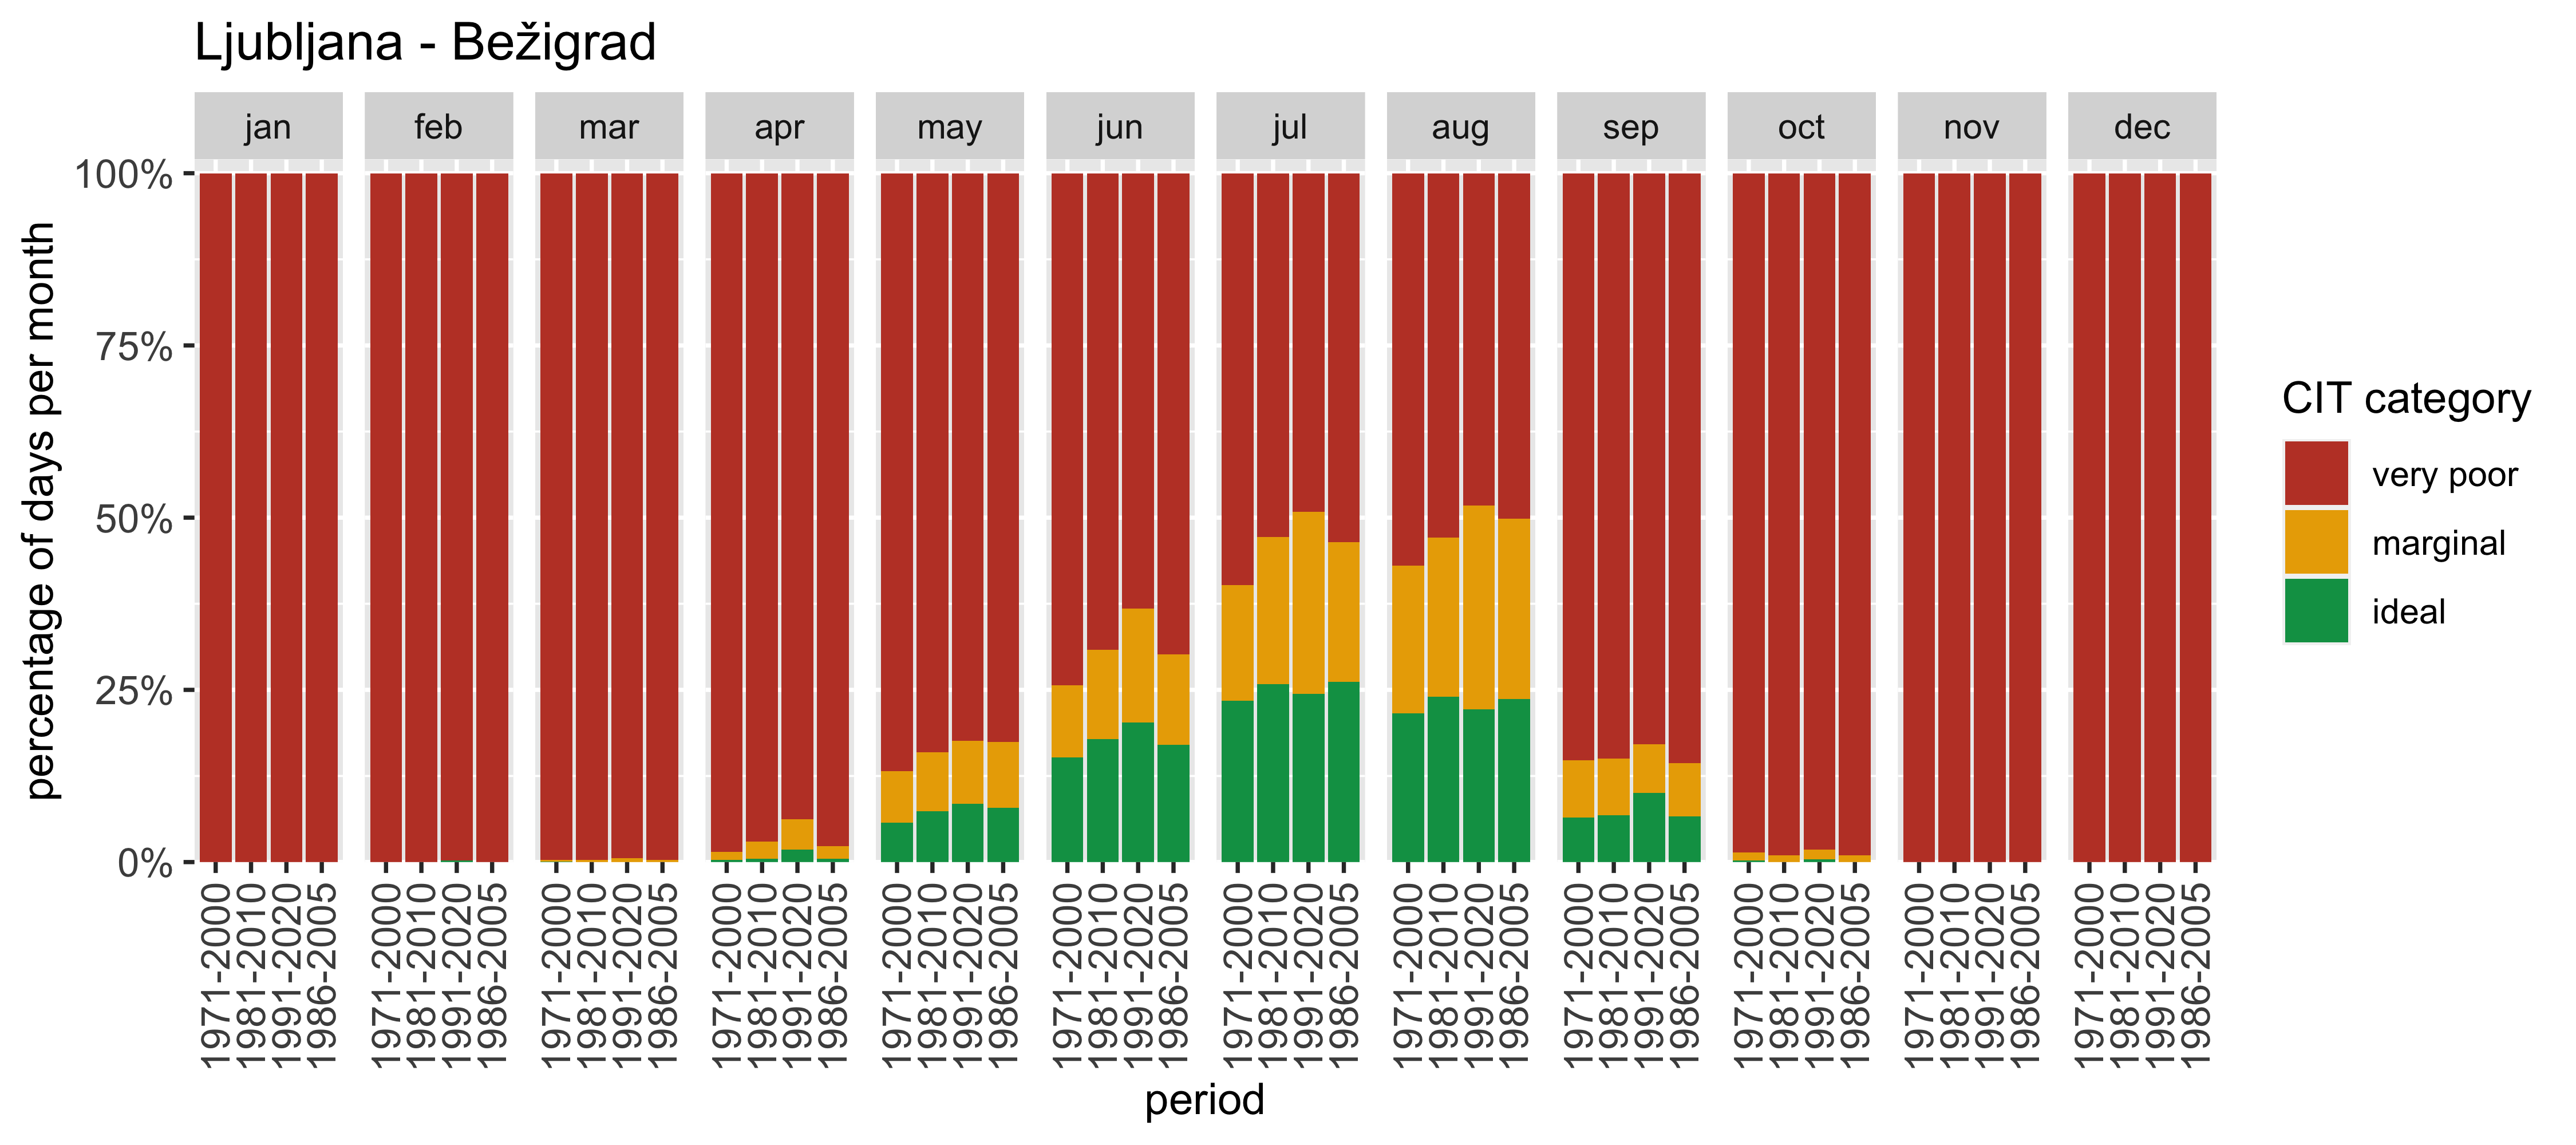 Ljubljana - Bežigrad
jan feb mar apr may jun jul aug sep oct nov dec
100%
75%
50%
25%
0%
percentage of days per month
1971-2000 1981-2010 1991-2020 1986-2005 1971-2000 1981-2010 1991-2020 1986-2005 1971-2000 1981-2010 1991-2020 1986-2005 1971-2000 1981-2010 1991-2020 1986-2005 1971-2000 1981-2010 1991-2020 1986-2005 1971-2000 1981-2010 1991-2020 1986-2005 1971-2000 1981-2010 1991-2020 1986-2005 1971-2000 1981-2010 1991-2020 1986-2005 1971-2000 1981-2010 1991-2020 1986-2005 1971-2000 1981-2010 1991-2020 1986-2005 1971-2000 1981-2010 1991-2020 1986-2005 1971-2000 1981-2010 1991-2020 1986-2005
period
CIT category
very poor
marginal
ideal